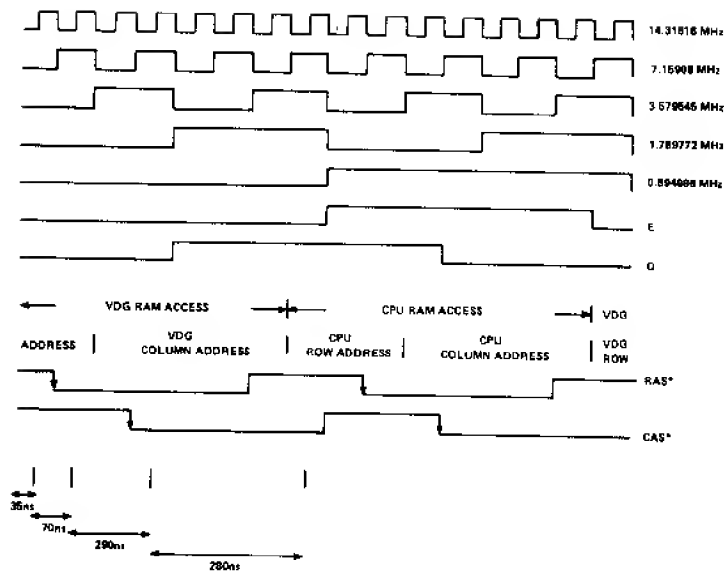 14.31818 MHz
7.15909 MHz
3.579545 MHz
1.789772 MHz
0.894886 MHz
E
Q
VDG RAM ACCESS
CPU RAM ACCESS
VDG
ADDRESS
VDG
COLUMN ADDRESS
CPU
ROW ADDRESS
CPU
COLUMN ADDRESS
VDG
ROW
RAS*
CAS*
35ns
70ns
290ns
280ns